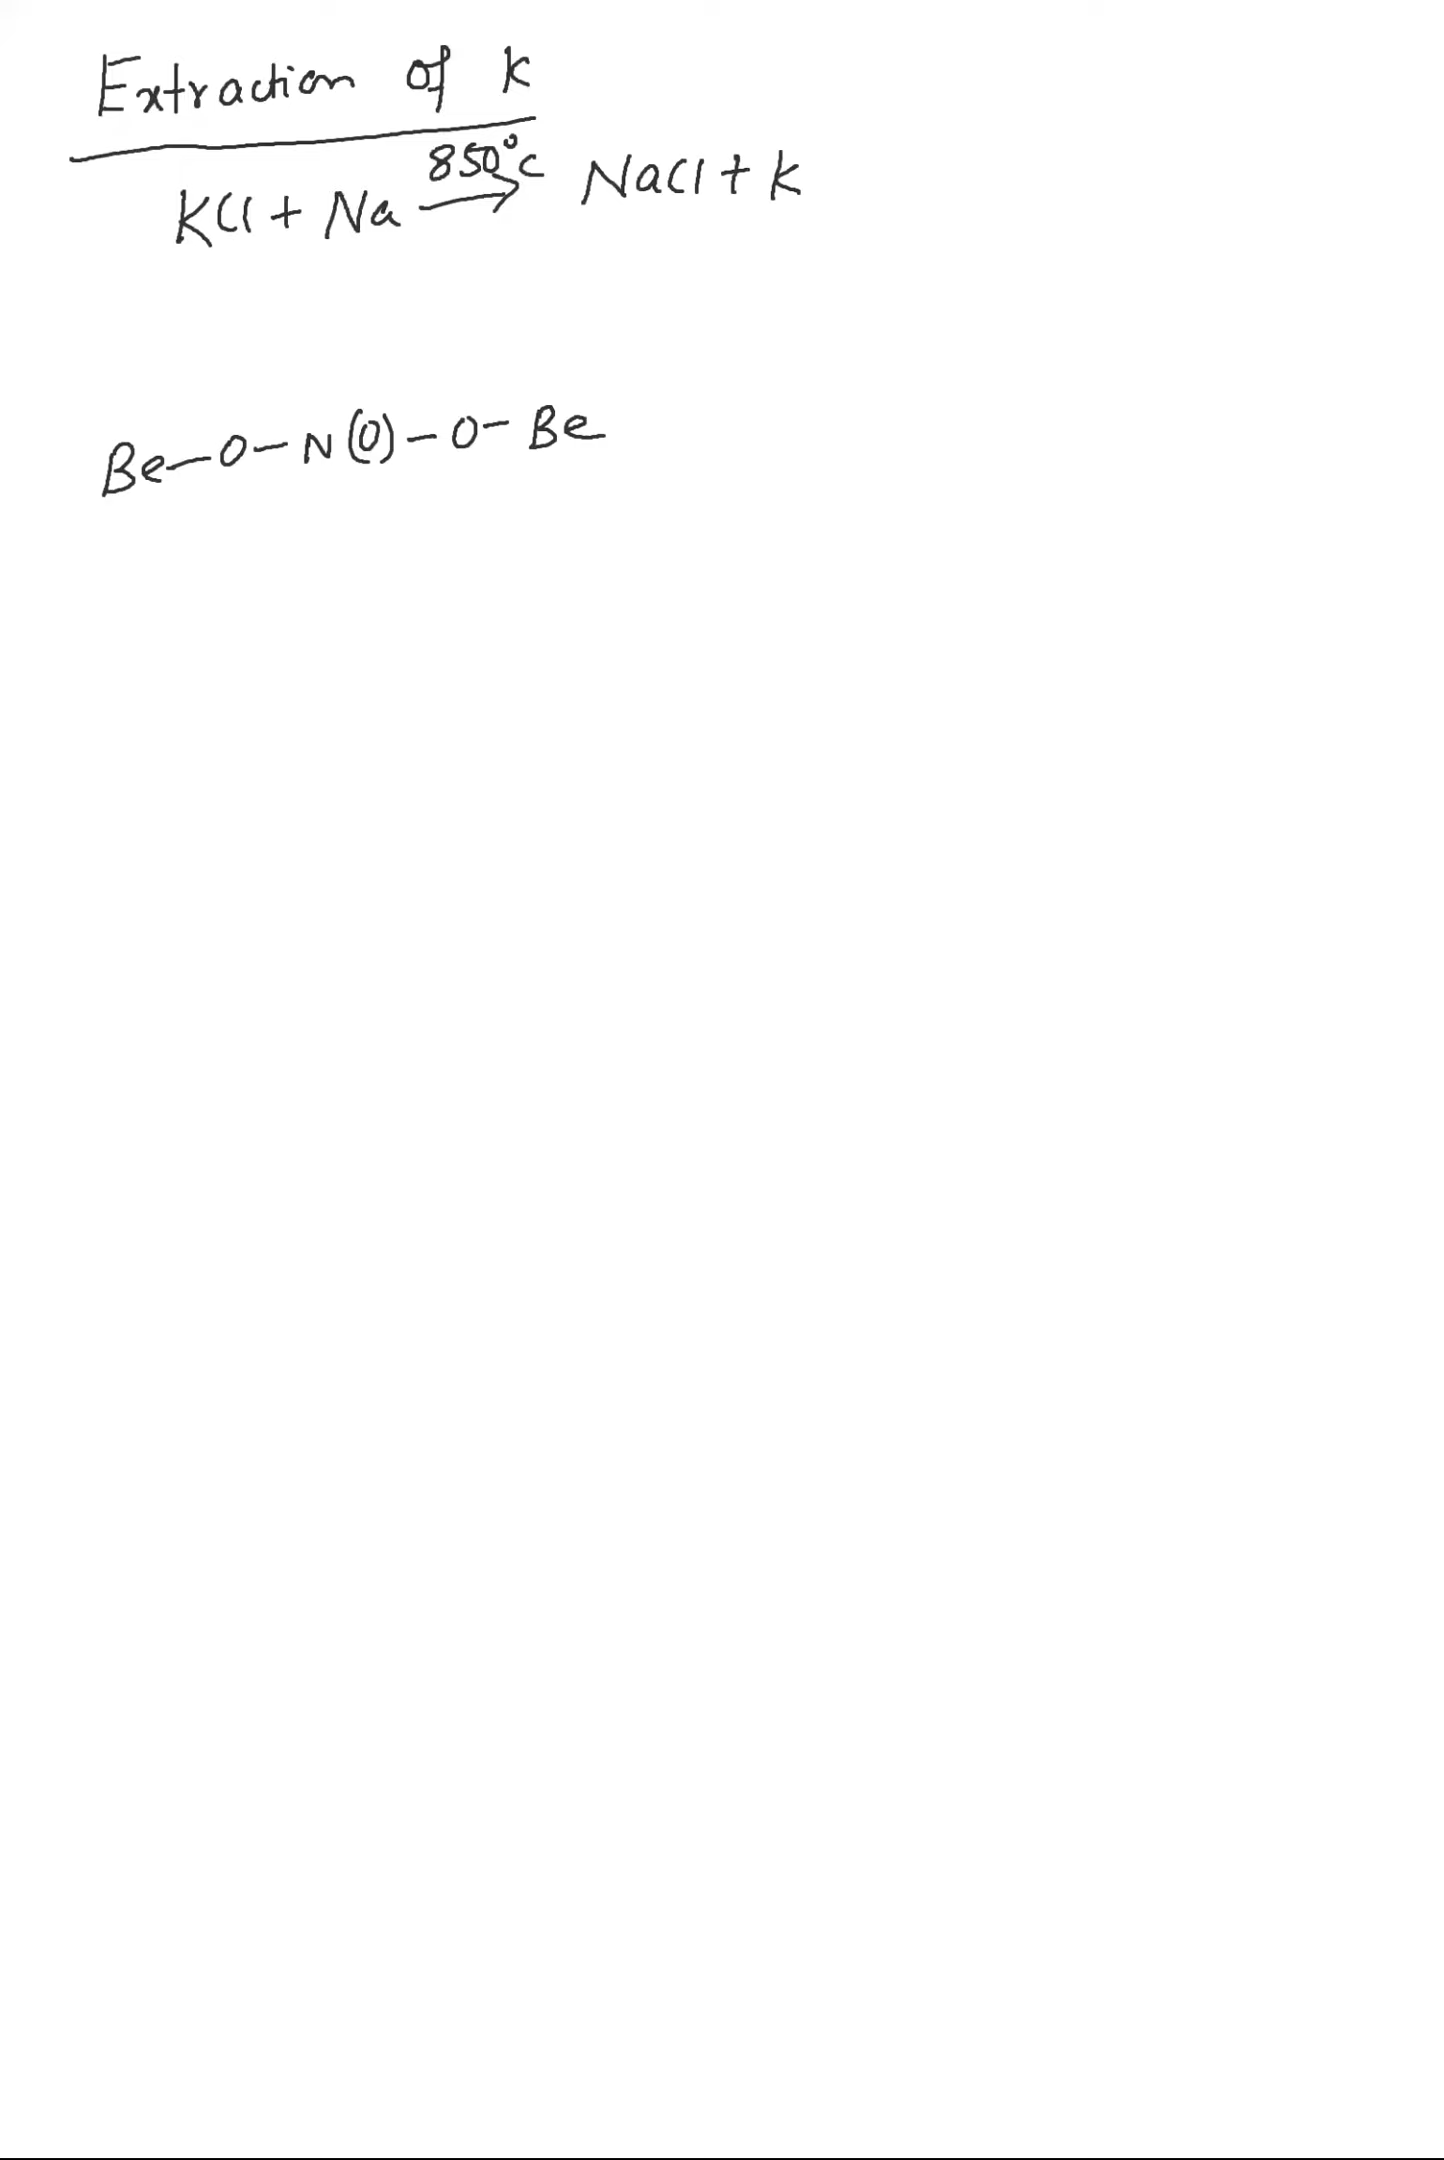 Extraction of K
KCl + Na 850°C → NaCl + K
Be-O-N(O)-O-Be